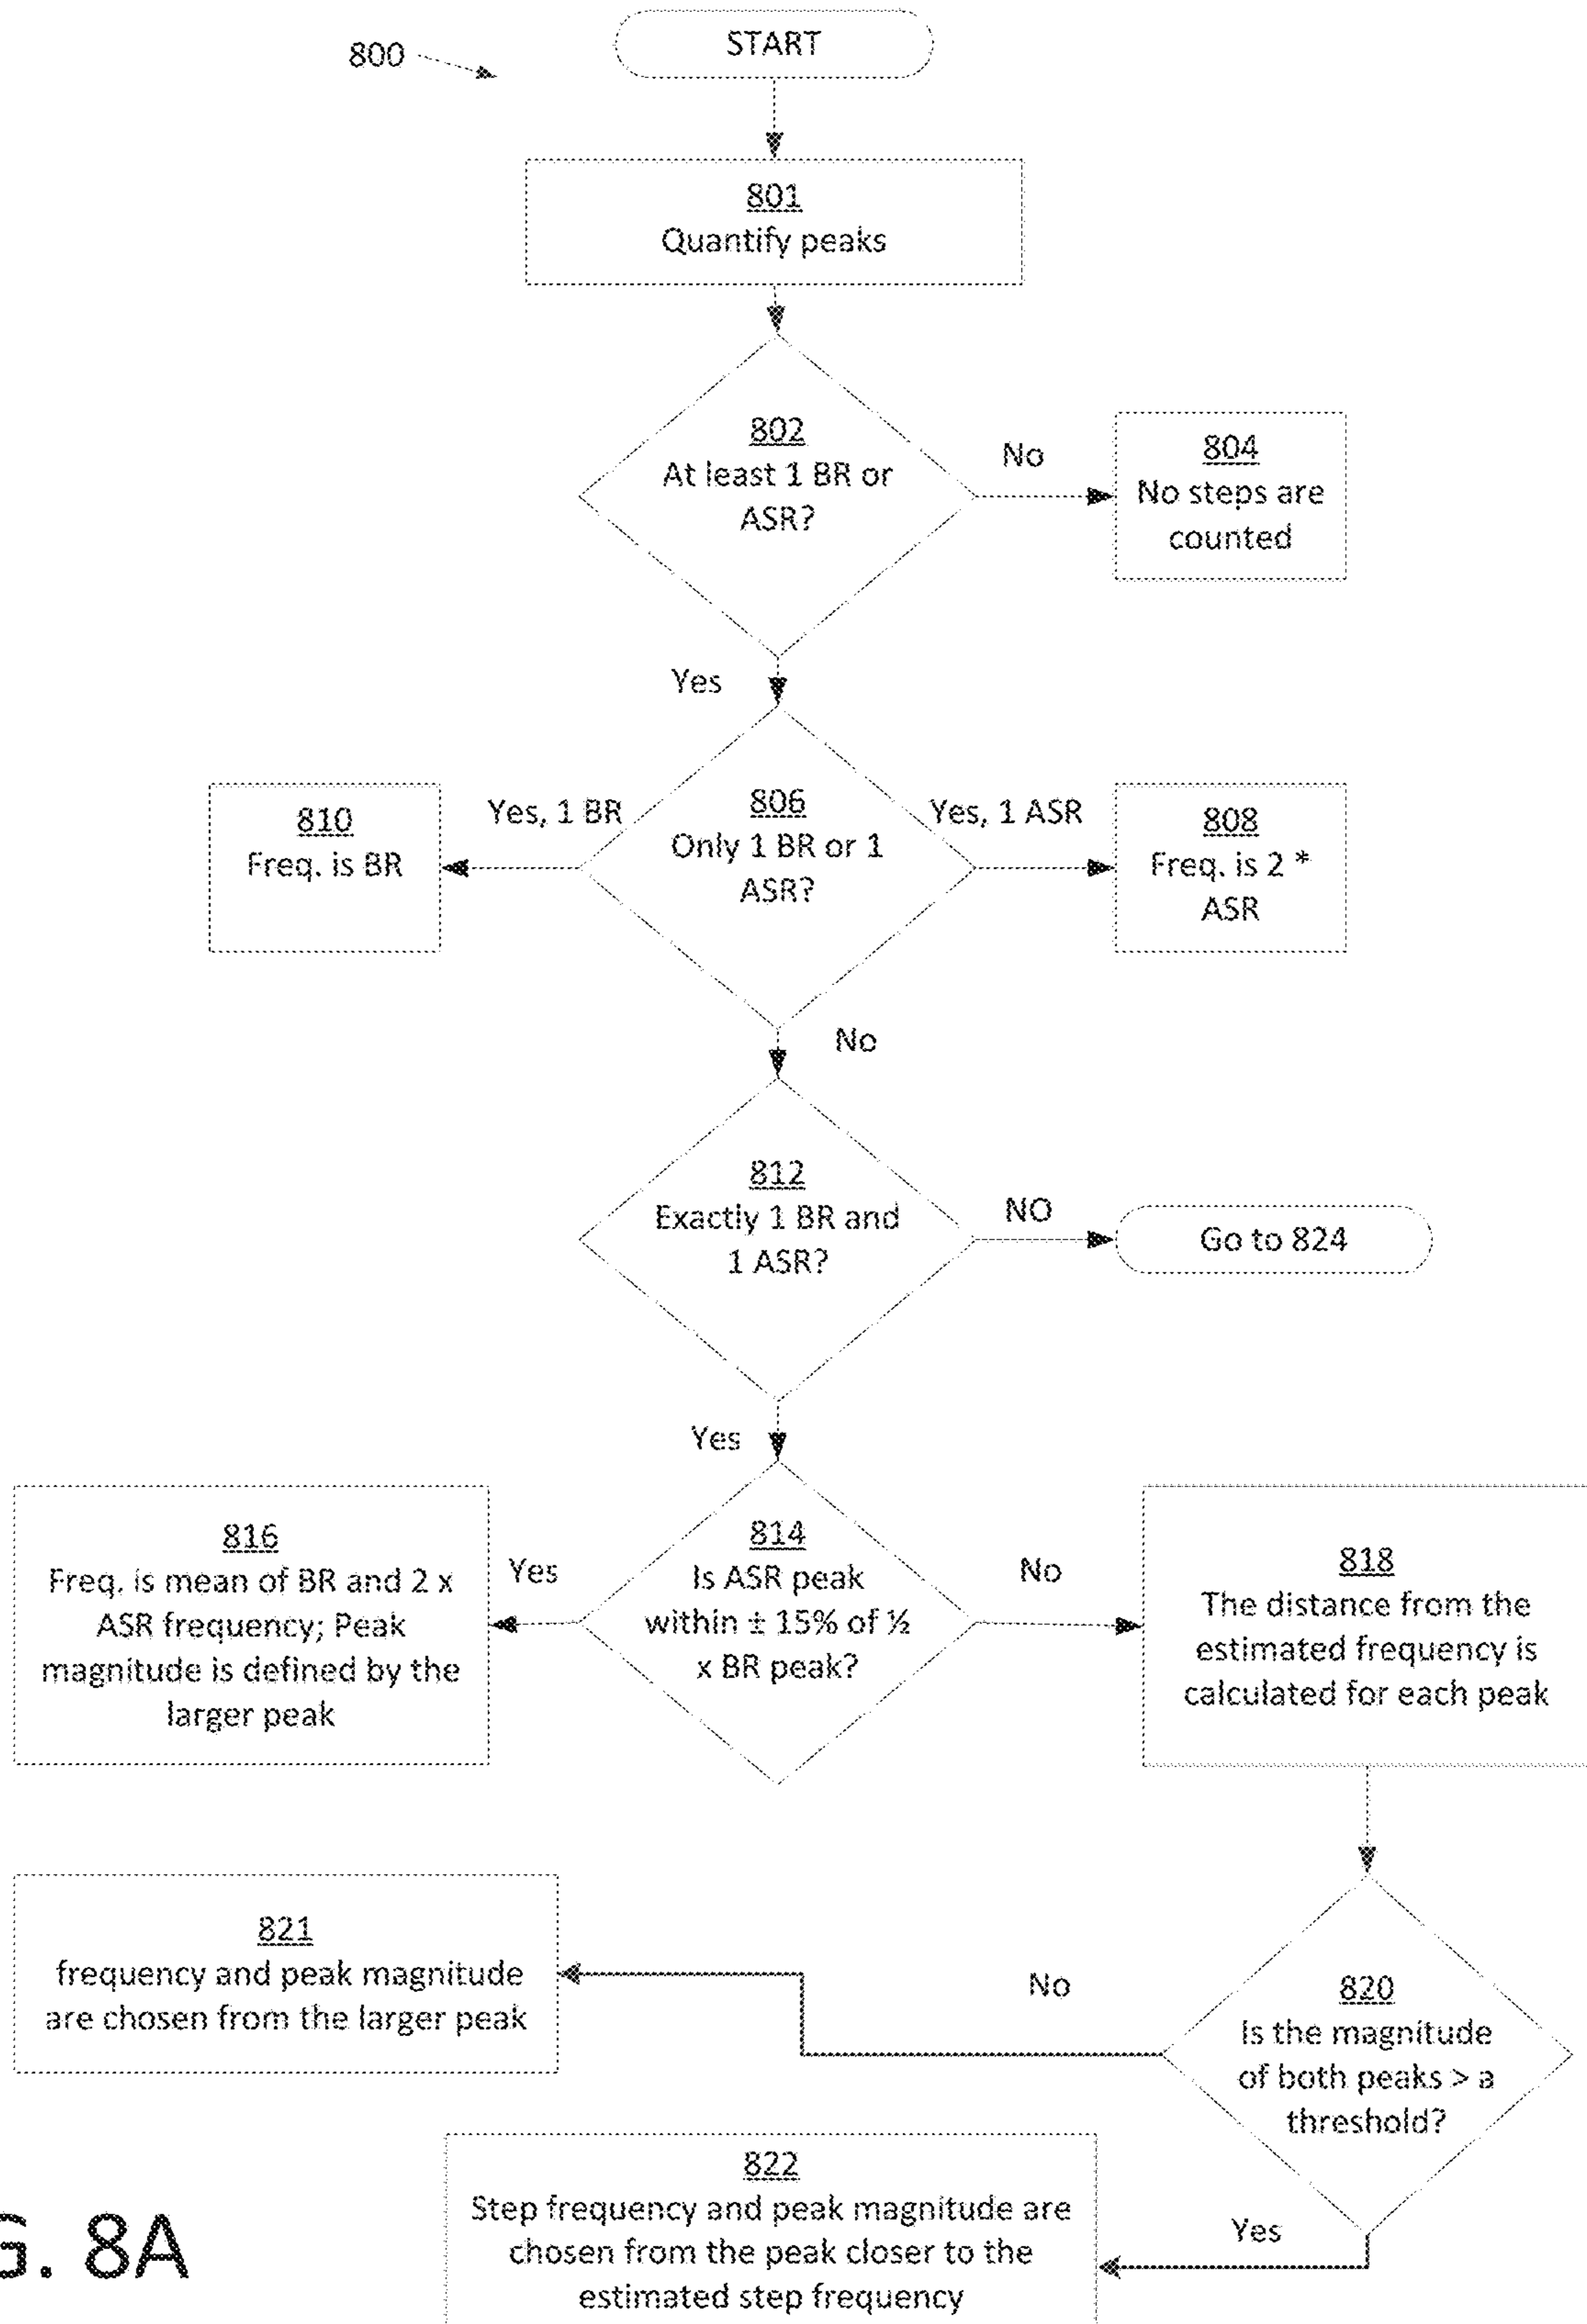 800
START
801
Quantify peaks
802
At least 1 BR or
ASR?
No
804
No steps are
counted
Yes
810
Freq. is BR
Yes, 1 BR
806
Only 1 BR or 1
ASR?
Yes, 1 ASR
808
Freq. is 2 *
ASR
No
812
Exactly 1 BR and
1 ASR?
NO
Go to 824
Yes
816
Freq. is mean of BR and 2 x
ASR frequency; Peak
magnitude is defined by the
larger peak
Yes
814
Is ASR peak
within ± 15% of ½
x BR peak?
No
818
The distance from the
estimated frequency is
calculated for each peak
821
frequency and peak magnitude
are chosen from the larger peak
No
820
Is the magnitude
of both peaks > a
threshold?
822
Step frequency and peak magnitude are
chosen from the peak closer to the
estimated step frequency
Yes
G. 8A